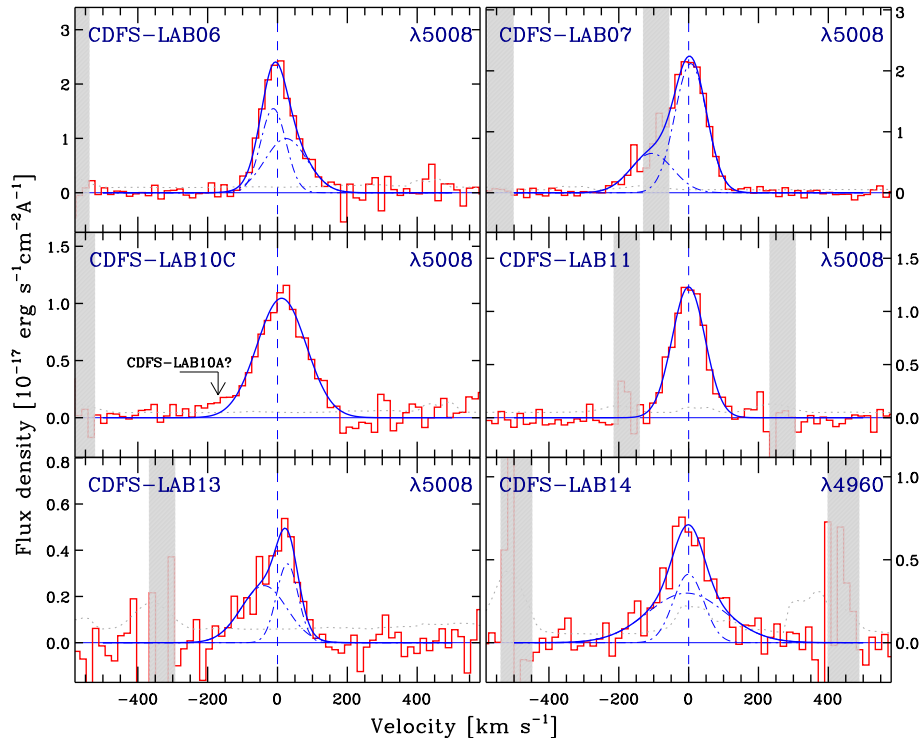 CDFS-LAB06 λ5008
3
2
1
0
CDFS-LAB07 λ5008
3
2
1
0
CDFS-LAB10C λ5008
1.5
1.0
0.5
0.0
CDFS-LAB10A?
CDFS-LAB11 λ5008
1.5
1.0
0.5
0.0
CDFS-LAB13 λ5008
0.8
0.6
0.4
0.2
0.0
CDFS-LAB14 λ4960
1.0
0.5
0.0
-400 -200 0 200 400
-400 -200 0 200 400
Flux density [10⁻¹⁷ erg s⁻¹cm⁻²A⁻¹]
Velocity [km s⁻¹]